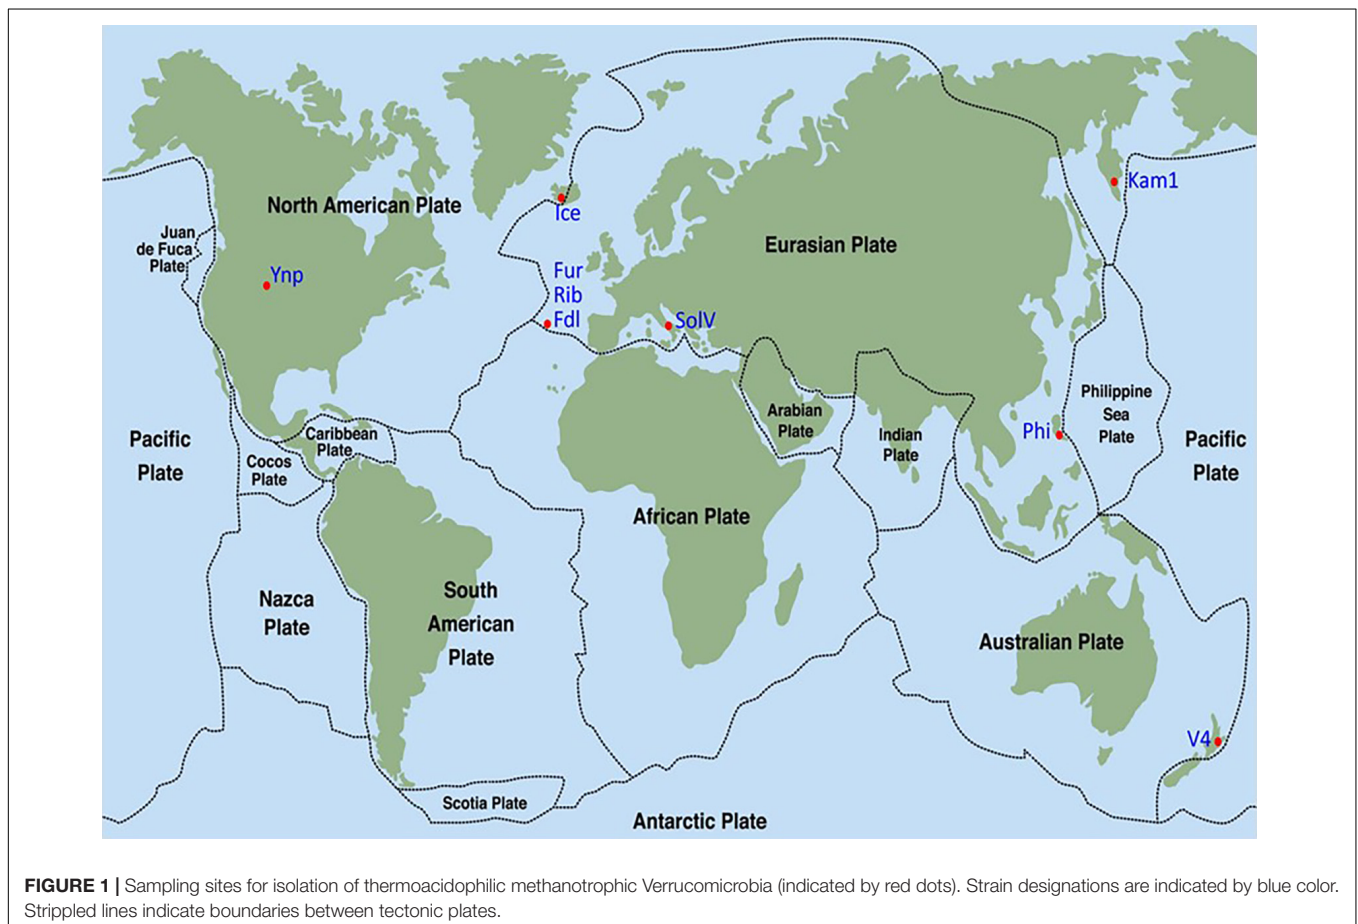 Kam1
North American Plate
Ice
Juan
de Fuca
Plate
Eurasian Plate
Ynp
Fur
Rib
Fdl
SolV
Philippine
Sea
Plate
Arabian
Plate
Caribbean
Plate
Indian
Plate
Phi
Pacific
Plate
Pacific
Plate
Cocos
Plate
African Plate
Nazca
Plate
South
American
Plate
Australian Plate
V4
Scotia Plate
Antarctic Plate
FIGURE 1 | Sampling sites for isolation of thermoacidophilic methanotrophic Verrucomicrobia (indicated by red dots). Strain designations are indicated by blue color.
Strippled lines indicate boundaries between tectonic plates.